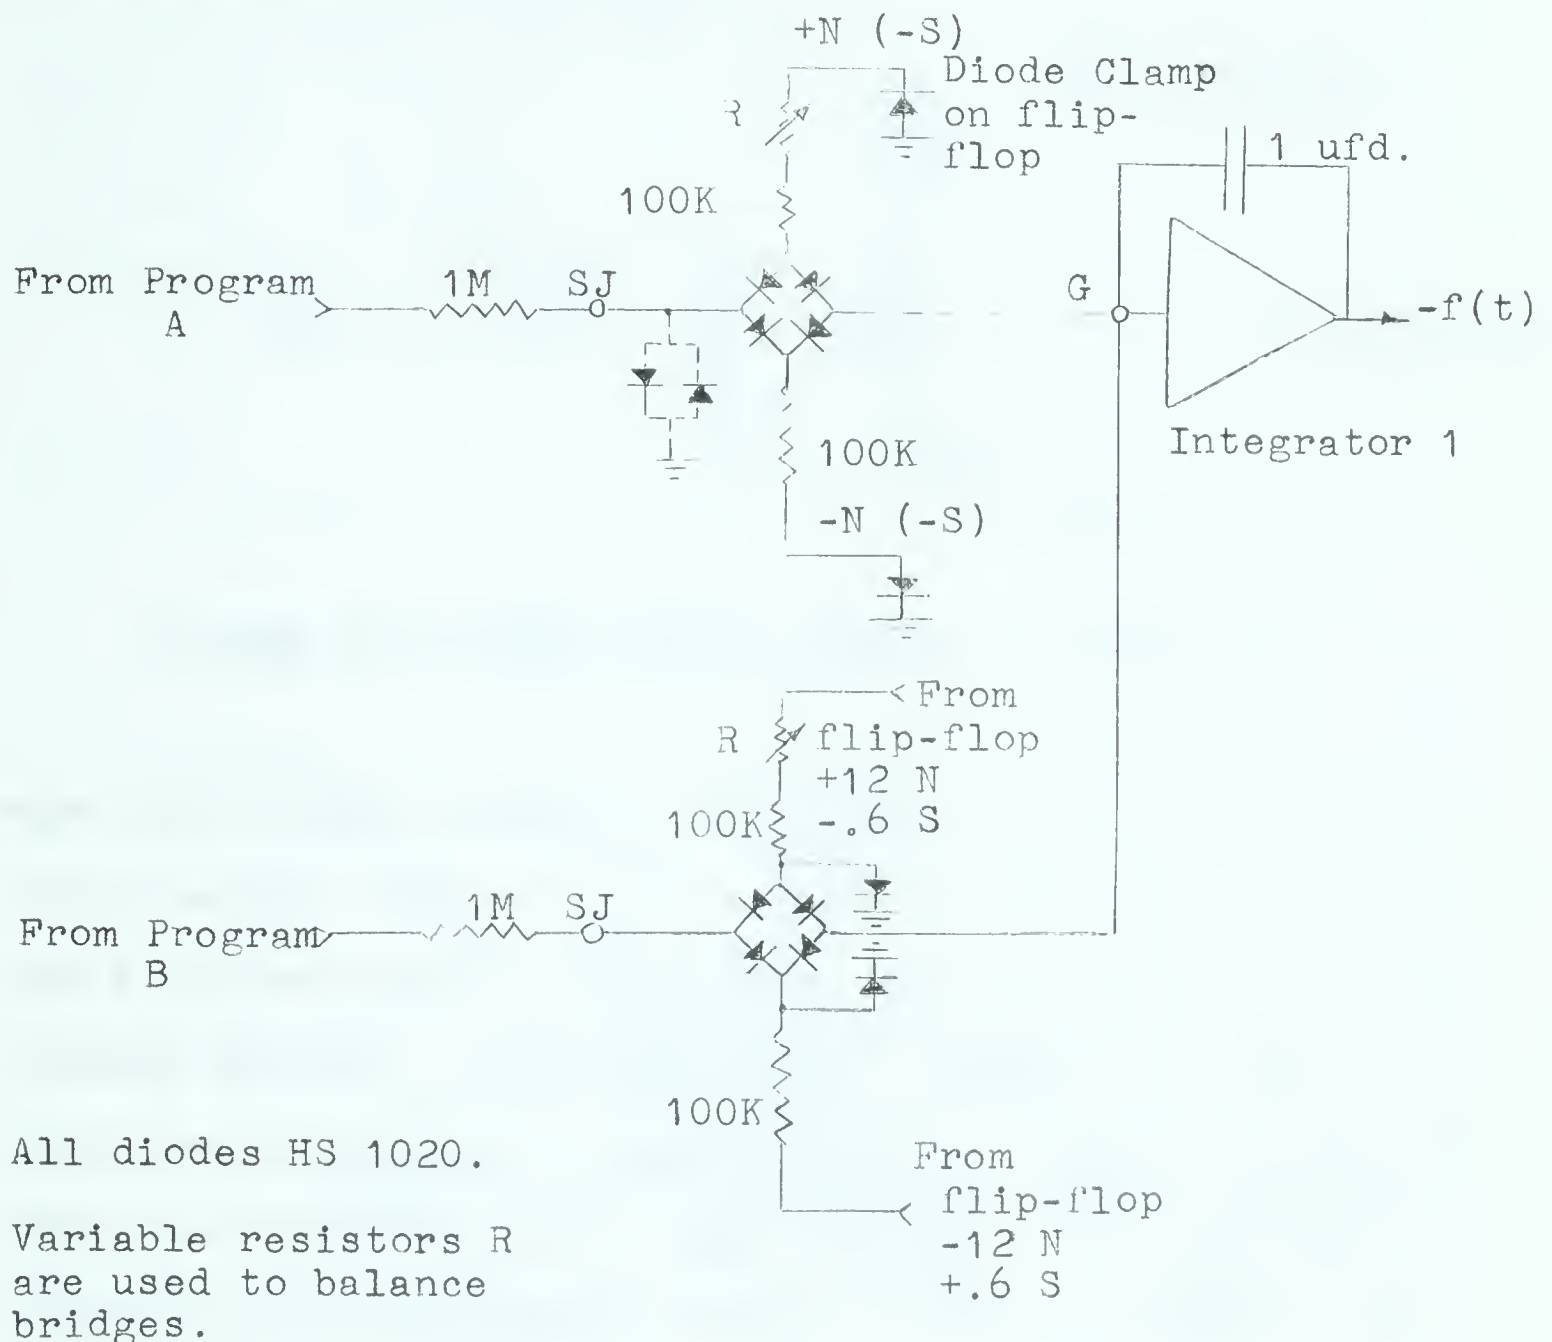 +N (-S)
Diode Clamp
on flip-
flop
R
1 ufd.
100K
From Program
A
1M
SJ
G
-f(t)
100K
Integrator 1
-N (-S)
From
flip-flop
+12 N
-.6 S
R
100K
1M
SJ
From Program
B
100K
All diodes HS 1020.
From
flip-flop
-12 N
+.6 S
Variable resistors R
are used to balance
bridges.